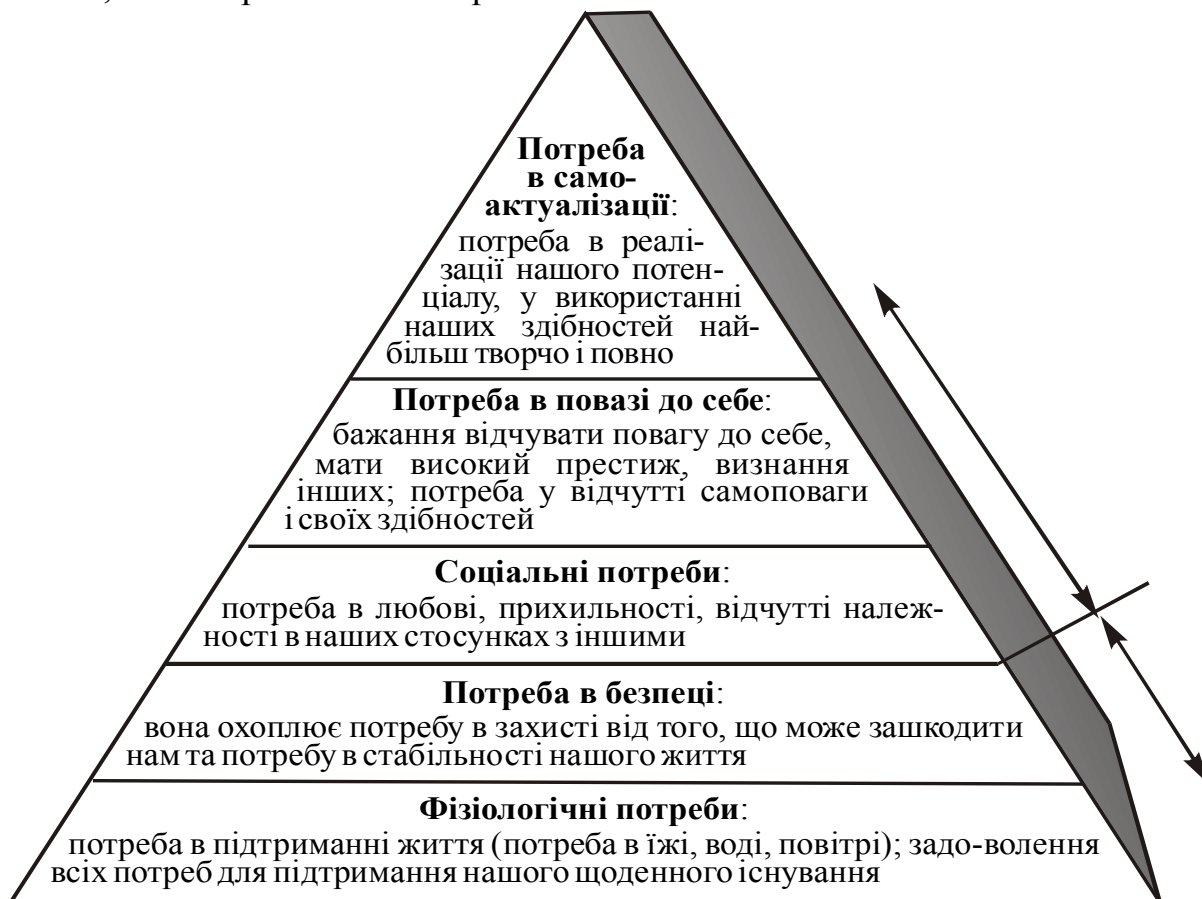 Потреба
в само-
актуалізації:
потреба в реалі-
зації нашого потен-
ціалу, у використанні
наших здібностей най-
більш творчо і повно
Потреба в повазі до себе:
бажання відчувати повагу до себе,
мати високий престиж, визнання
інших; потреба у відчутті самоповаги
і своїх здібностей
Соціальні потреби:
потреба в любові, прихильності, відчутті належ-
ності в наших стосунках з іншими
Потреба в безпеці:
вона охоплює потребу в захисті від того, що може зашкодити
нам та потребу в стабільності нашого життя
Фізіологічні потреби:
потреба в підтриманні життя (потреба в їжі, воді, повітрі); задо-волення
всіх потреб для підтримання нашого щоденного існування